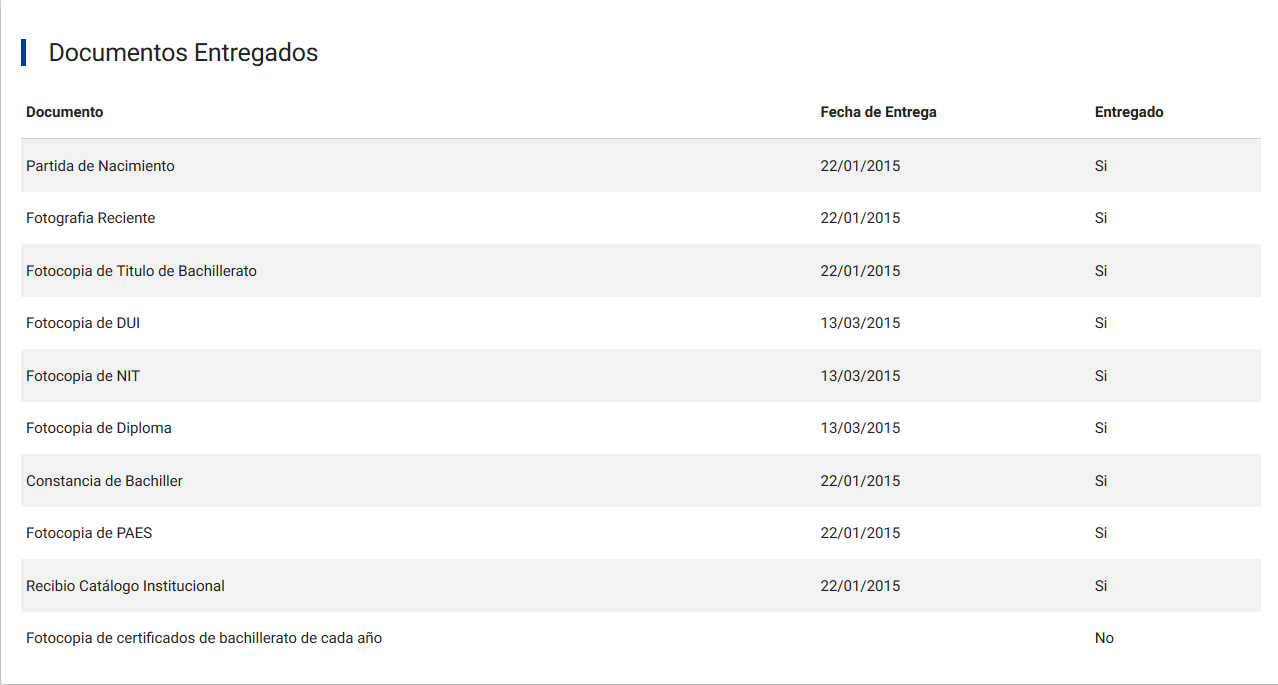 Documentos Entregados
Documento Fecha de Entrega Entregado
Partida de Nacimiento 22/01/2015 Si
Fotografia Reciente 22/01/2015 Si
Fotocopia de Titulo de Bachillerato 22/01/2015 Si
Fotocopia de DUI 13/03/2015 Si
Fotocopia de NIT 13/03/2015 Si
Fotocopia de Diploma 13/03/2015 Si
Constancia de Bachiller 22/01/2015 Si
Fotocopia de PAES 22/01/2015 Si
Recibio Catálogo Institucional 22/01/2015 Si
Fotocopia de certificados de bachillerato de cada año No